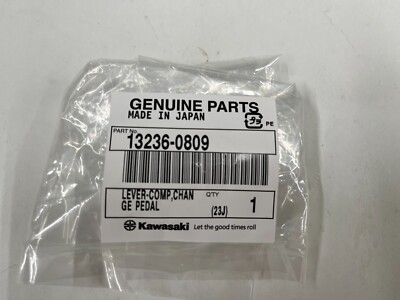 GENUINE PARTS
MADE IN JAPAN
PE
PART No.
13236-0809
LEVER-COMP,CHAN
GE PEDAL
Q'TY
(23J)
1
Kawasaki Let the good times roll